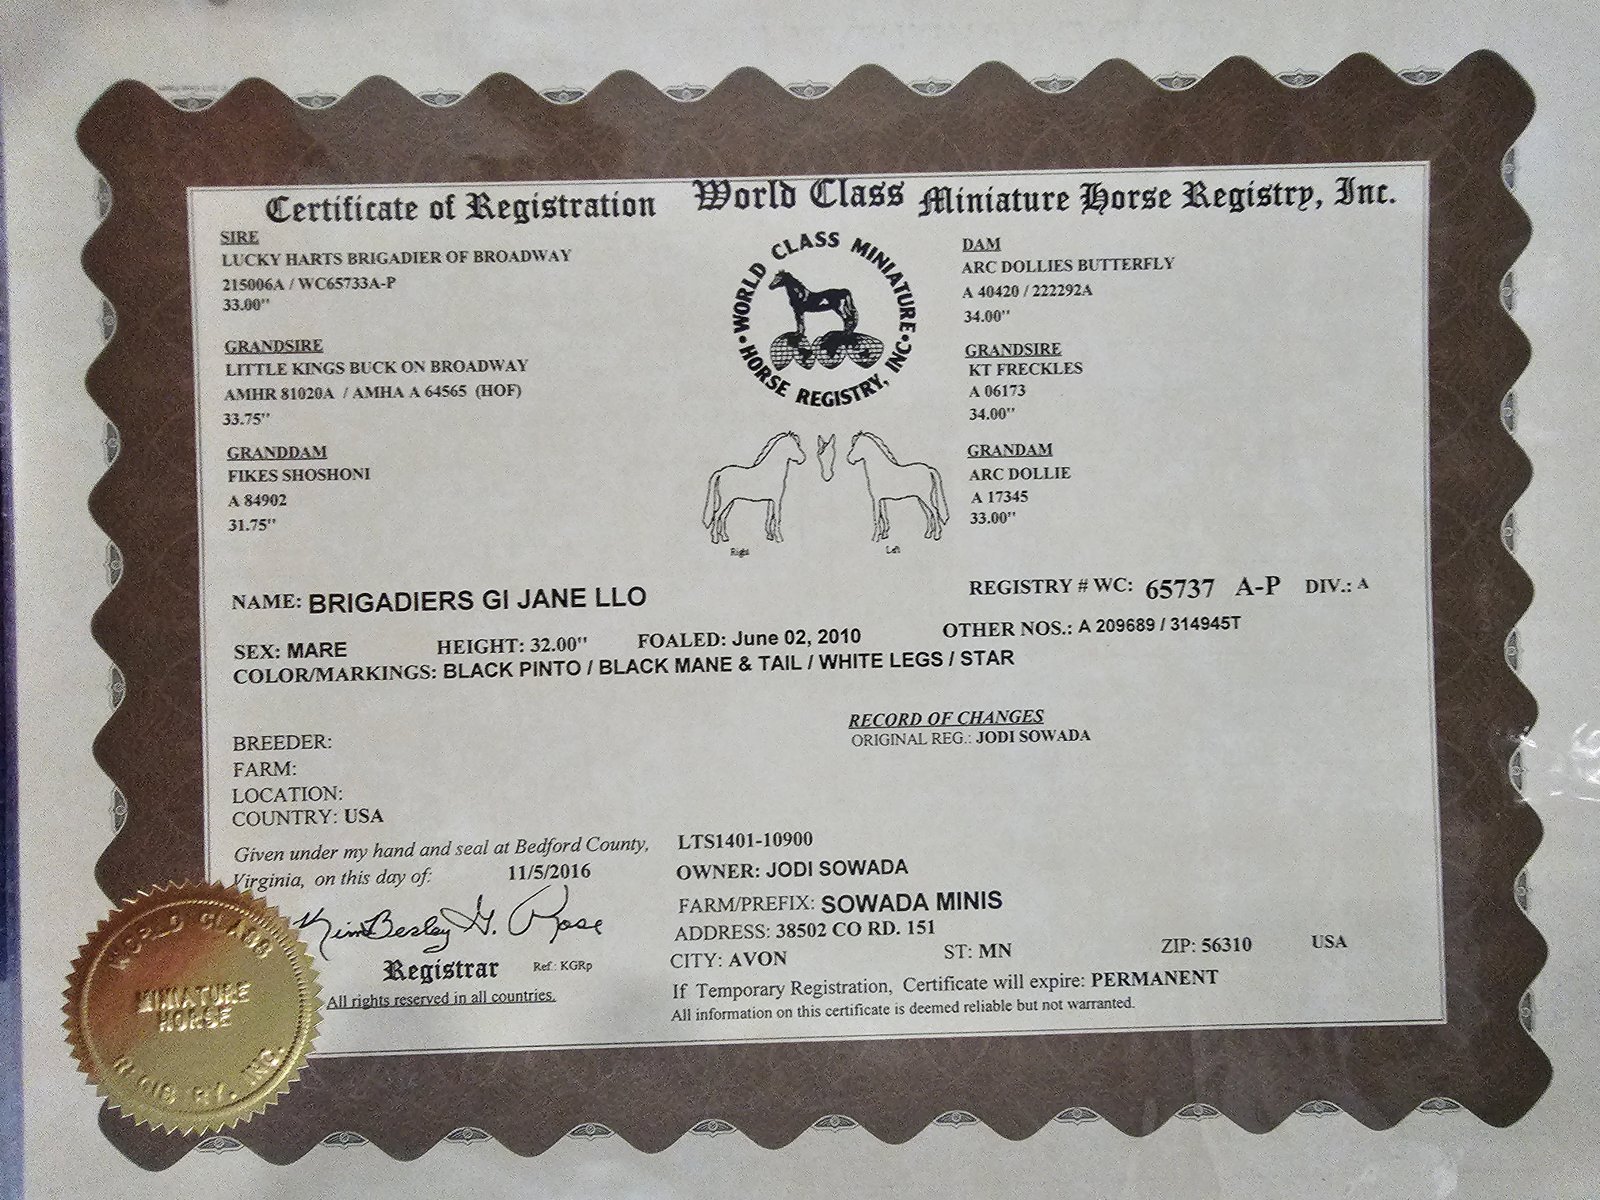 Certificate of Registration World Class Miniature Horse Registry, Inc.
SIRE
LUCKY HARTS BRIGADIER OF BROADWAY
215006A / WC65733A-P
33.00"
GRANDSIRE
LITTLE KINGS BUCK ON BROADWAY
AMHR 81020A / AMHA A 64565 (HOF)
33.75"
GRANDDAM
FIKES SHOSHONI
A 84902
31.75"
WORLD CLASS MINIATURE
HORSE REGISTRY, INC
Right
Left
DAM
ARC DOLLIES BUTTERFLY
A 40420 / 222292A
34.00"
GRANDSIRE
KT FRECKLES
A 06173
34.00"
GRANDAM
ARC DOLLIE
A 17345
33.00"
NAME: BRIGADIERS GI JANE LLO
REGISTRY # WC: 65737 A-P DIV.: A
SEX: MARE HEIGHT: 32.00" FOALED: June 02, 2010 OTHER NOS.: A 209689 / 314945T
COLOR/MARKINGS: BLACK PINTO / BLACK MANE & TAIL / WHITE LEGS / STAR
RECORD OF CHANGES
ORIGINAL REG.: JODI SOWADA
BREEDER:
FARM:
LOCATION:
COUNTRY: USA
Given under my hand and seal at Bedford County,
Virginia, on this day of: 11/5/2016
KimBerley G. Rose
Registrar Ref: KGRp
All rights reserved in all countries.
LTS1401-10900
OWNER: JODI SOWADA
FARM/PREFIX: SOWADA MINIS
ADDRESS: 38502 CO RD. 151
CITY: AVON ST: MN ZIP: 56310 USA
If Temporary Registration, Certificate will expire: PERMANENT
All information on this certificate is deemed reliable but not warranted.
WORLD CLASS
MINIATURE
HORSE
REGISTRY, INC.